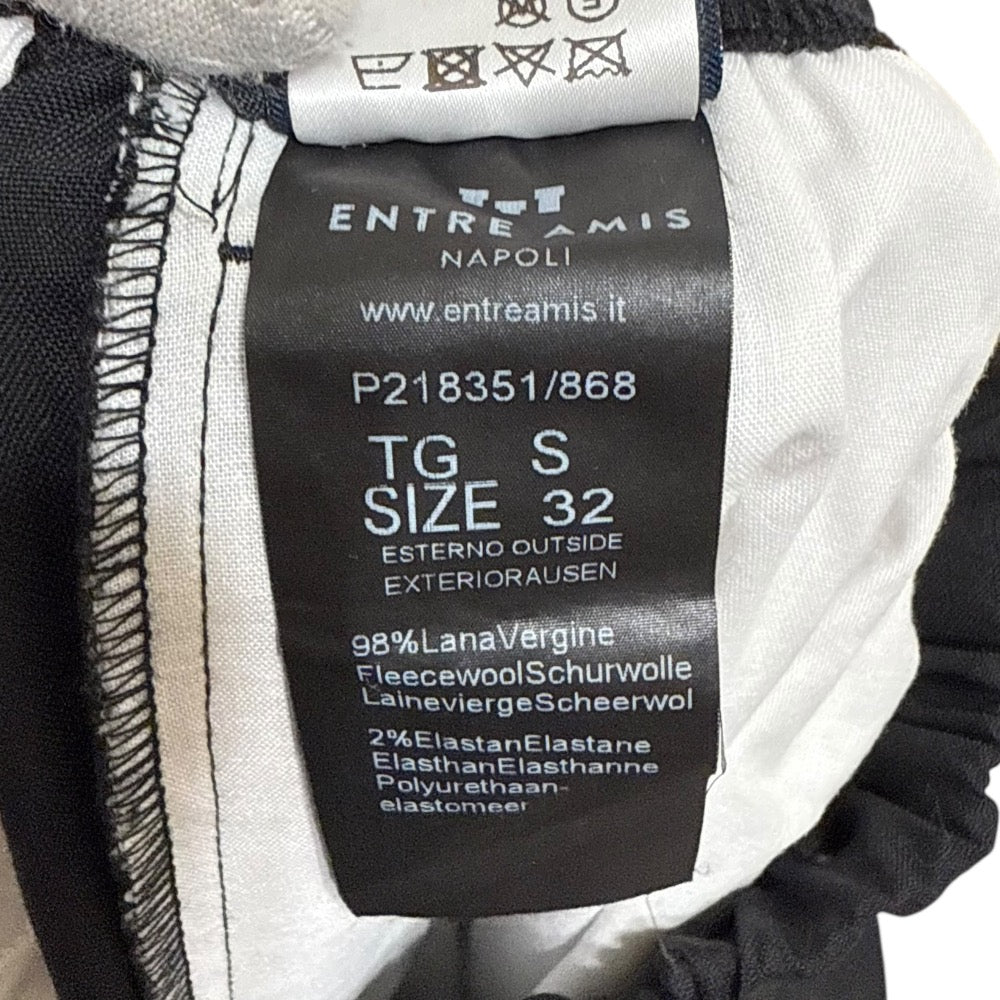 ENTRE AMIS
NAPOLI
www.entreamis.it
P218351/868
TG S
SIZE 32
ESTERNO OUTSIDE
EXTERIORAUSEN
98%LanaVergine
FleecewoolSchurwolle
LaineviergeScheerwol
2%ElastanElastane
ElasthanElasthanne
Polyurethaan-
elastomeer